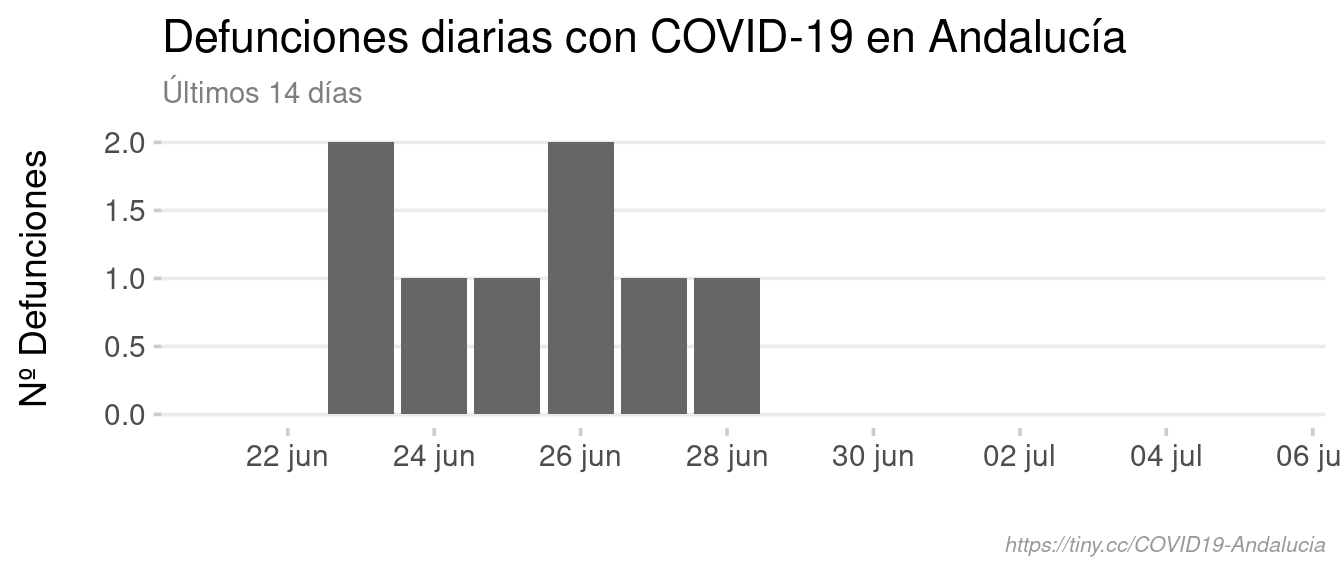 Defunciones diarias con COVID-19 en Andalucía
Últimos 14 días
Nº Defunciones
2.0
1.5
1.0
0.5
0.0
22 jun 24 jun 26 jun 28 jun 30 jun 02 jul 04 jul 06 ju
https://tiny.cc/COVID19-Andalucia